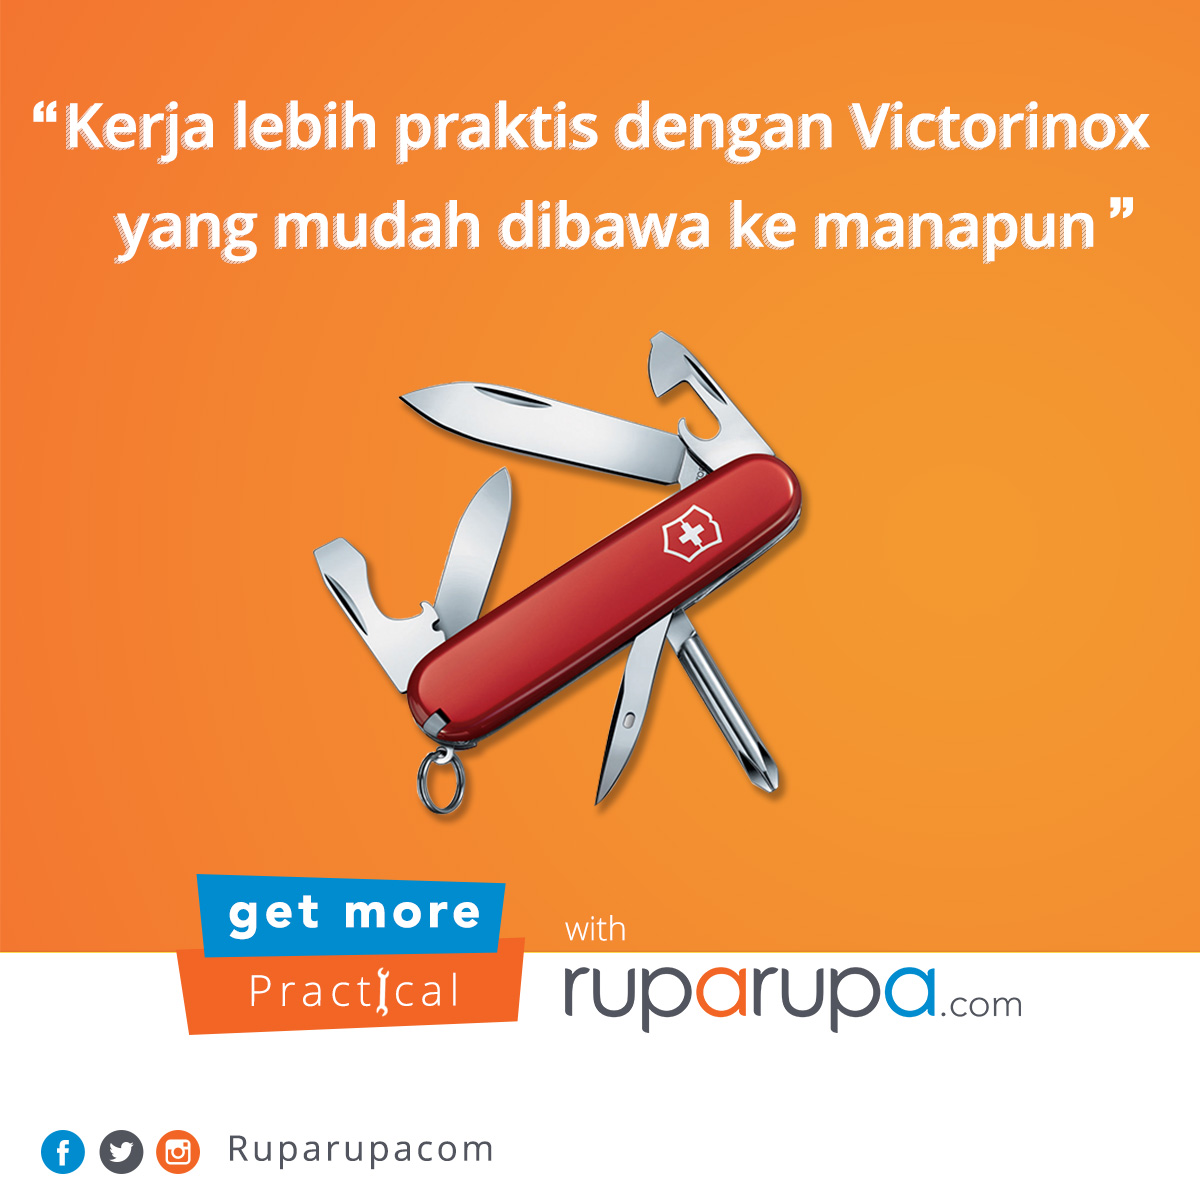 “Kerja lebih praktis dengan Victorinox
yang mudah dibawa ke manapun”
get more
Practical
with
ruparupa.com
Ruparupacom